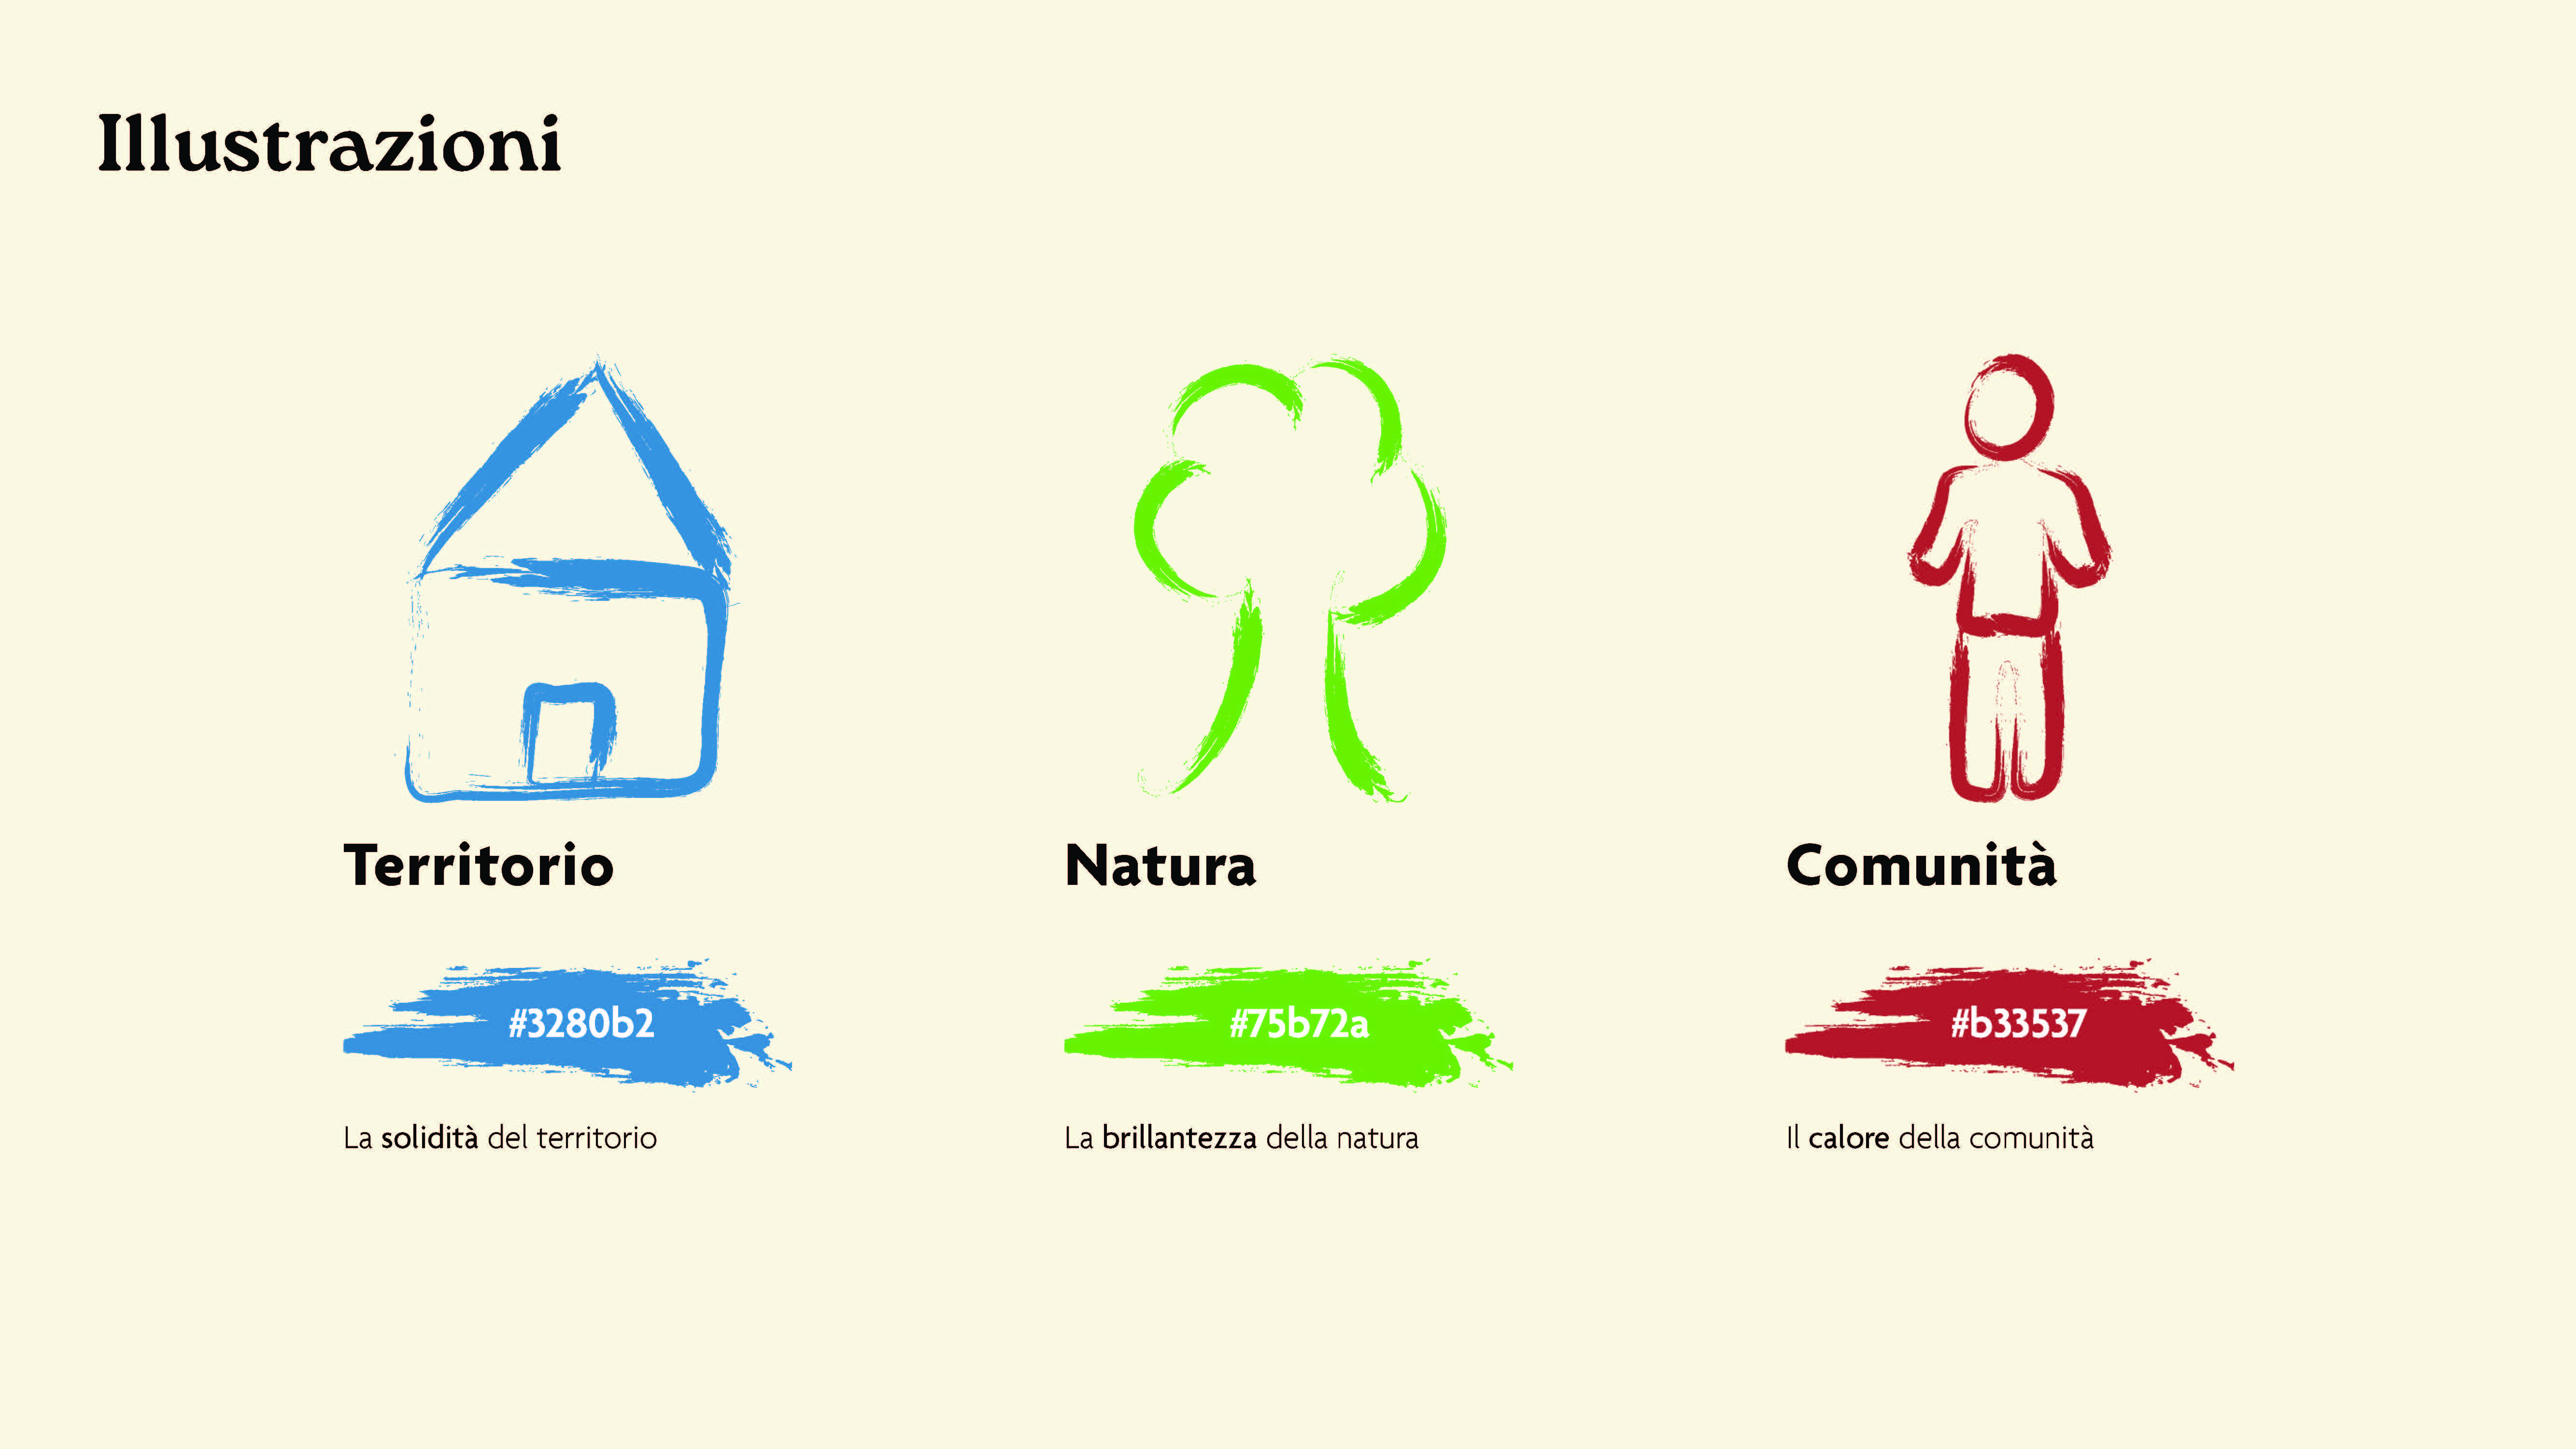 Illustrazioni
Territorio
#3280b2
La solidità del territorio
Natura
#75b72a
La brillantezza della natura
Comunità
#b33537
Il calore della comunità